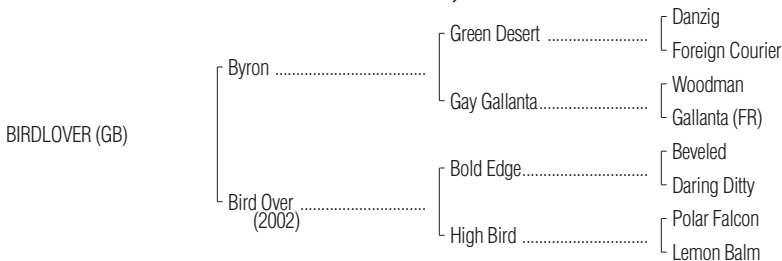 Danzig
Green Desert
Foreign Courier
Byron
Woodman
Gay Gallanta
Gallanta (FR)
BIRDLOVER (GB)
Beveled
Bold Edge
Daring Ditty
Bird Over
(2002)
Polar Falcon
High Bird
Lemon Balm